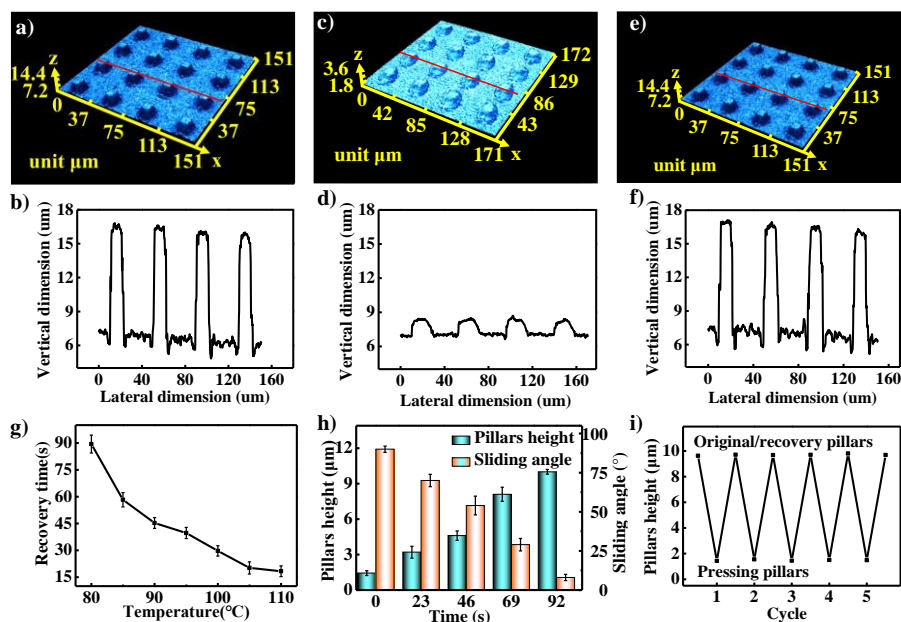 a)
z
14.4
7.2
0
37
75
113
151
x
37
75
113
151
unit μm
c)
z
3.6
1.8
0
42
85
128
171
x
43
86
129
172
unit μm
e)
z
14.4
7.2
0
37
75
113
151
x
37
75
113
151
unit μm
b)
Vertical dimension (um)
18
15
12
9
6
0 40 80 120 160
Lateral dimension (um)
d)
Vertical dimension (um)
18
15
12
9
6
0 40 80 120 160
Lateral dimension (um)
f)
Vertical dimension (um)
18
15
12
9
6
0 40 80 120 160
Lateral dimension (um)
g)
Recovery time(s)
90
75
60
45
30
15
80 90 100 110
Temperature(°C)
h)
Pillars height
Sliding angle
Pillars height (μm)
12
9
6
3
0
Sliding angle (°)
100
75
50
25
0
0 23 46 69 92
Time (s)
i)
Original/recovery pillars
Pillars height (μm)
12
10
8
6
4
2
0
Pressing pillars
1 2 3 4 5
Cycle